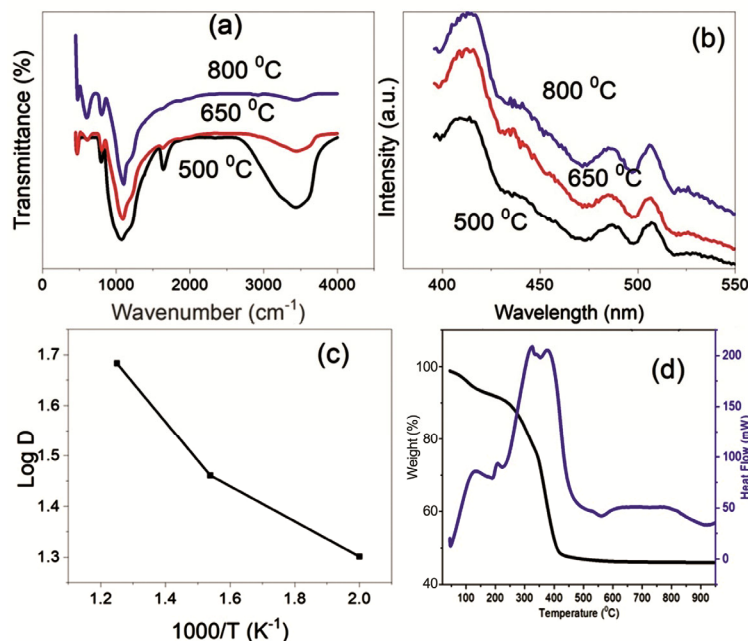 (a)
800 ⁰C
650 ⁰C
500 ⁰C
Transmittance (%)
0 1000 2000 3000 4000
Wavenumber (cm⁻¹)
(b)
800 ⁰C
650 ⁰C
500 ⁰C
Intensity (a.u.)
400 450 500 550
Wavelength (nm)
(c)
1.7
1.6
1.5
1.4
1.3
Log D
1.2 1.4 1.6 1.8 2.0
1000/T (K⁻¹)
(d)
100
80
60
40
Weight (%)
200
150
100
50
0
Heat Flow (mW)
100 200 300 400 500 600 700 800 900
Temperature (⁰C)